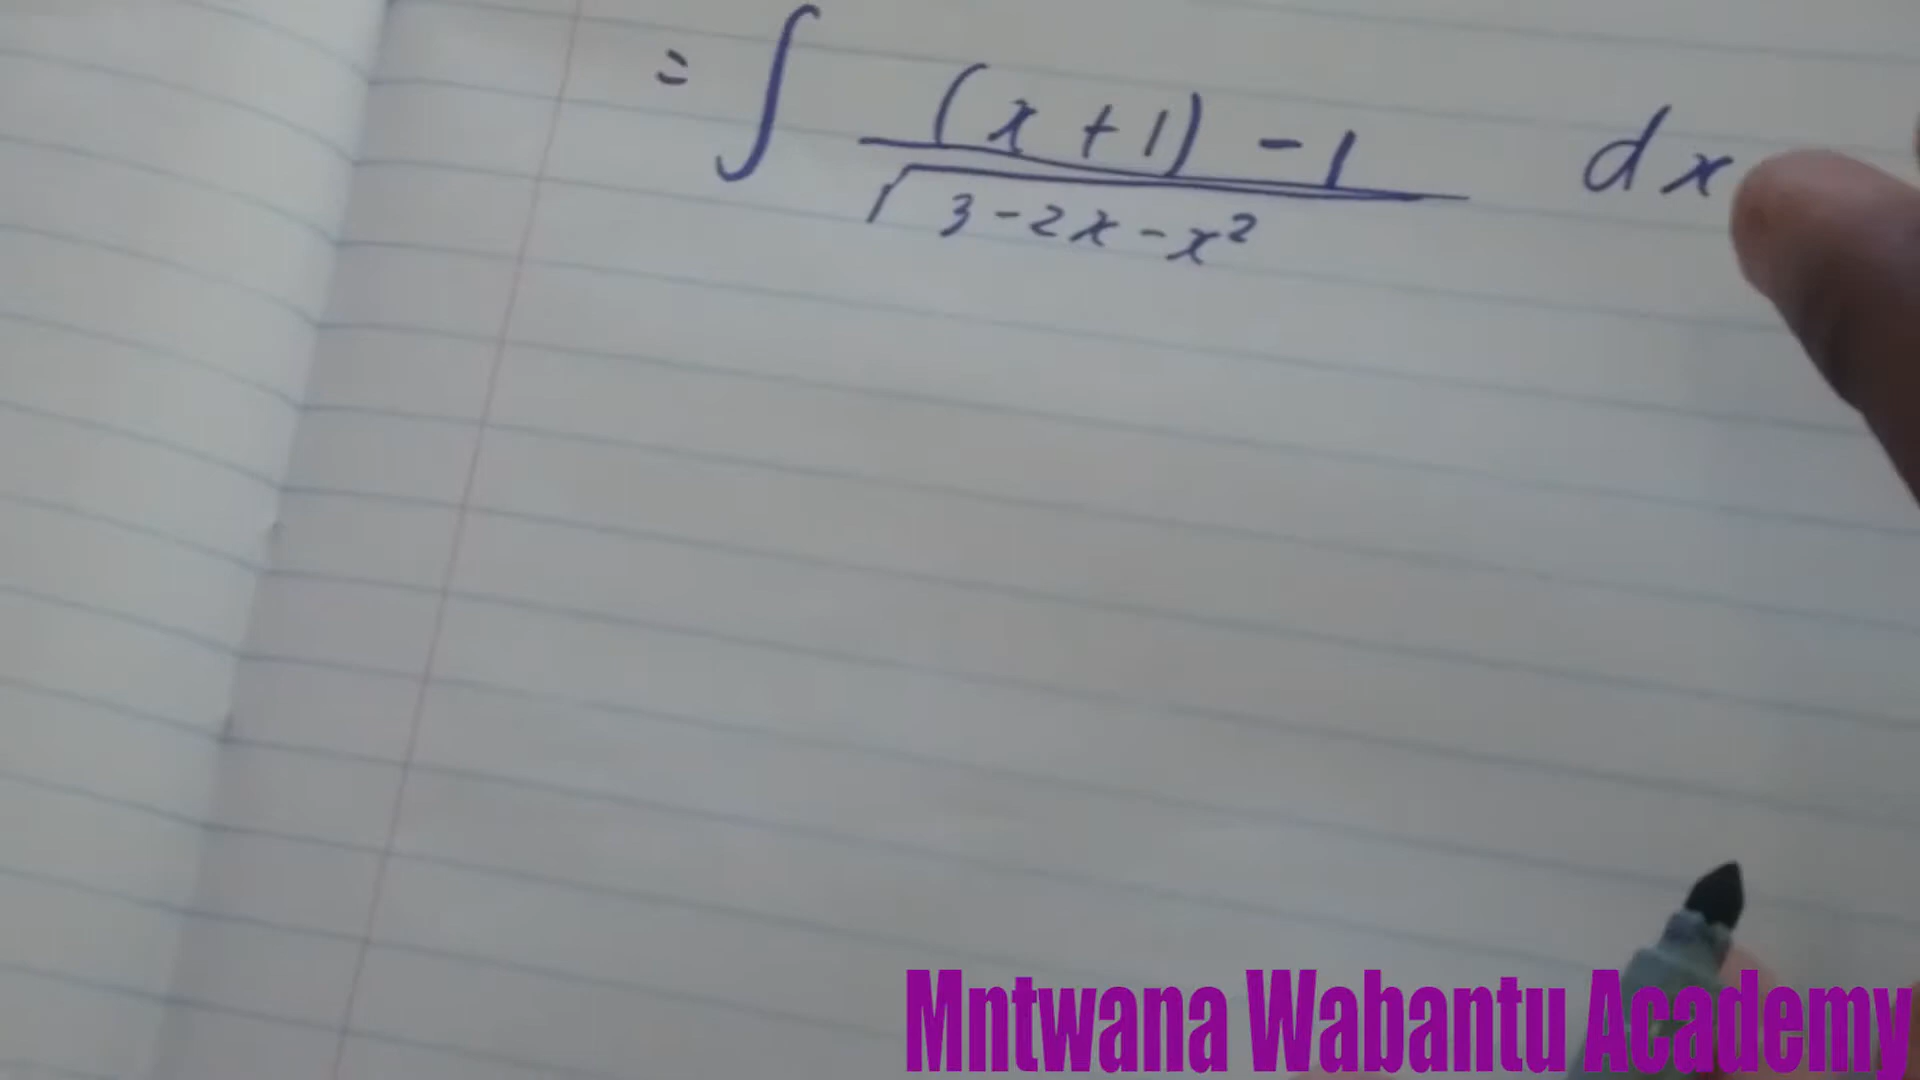 = ∫ (x + 1) - 1 / √(3 - 2x - x²) dx
Mntwana Wabantu Academy